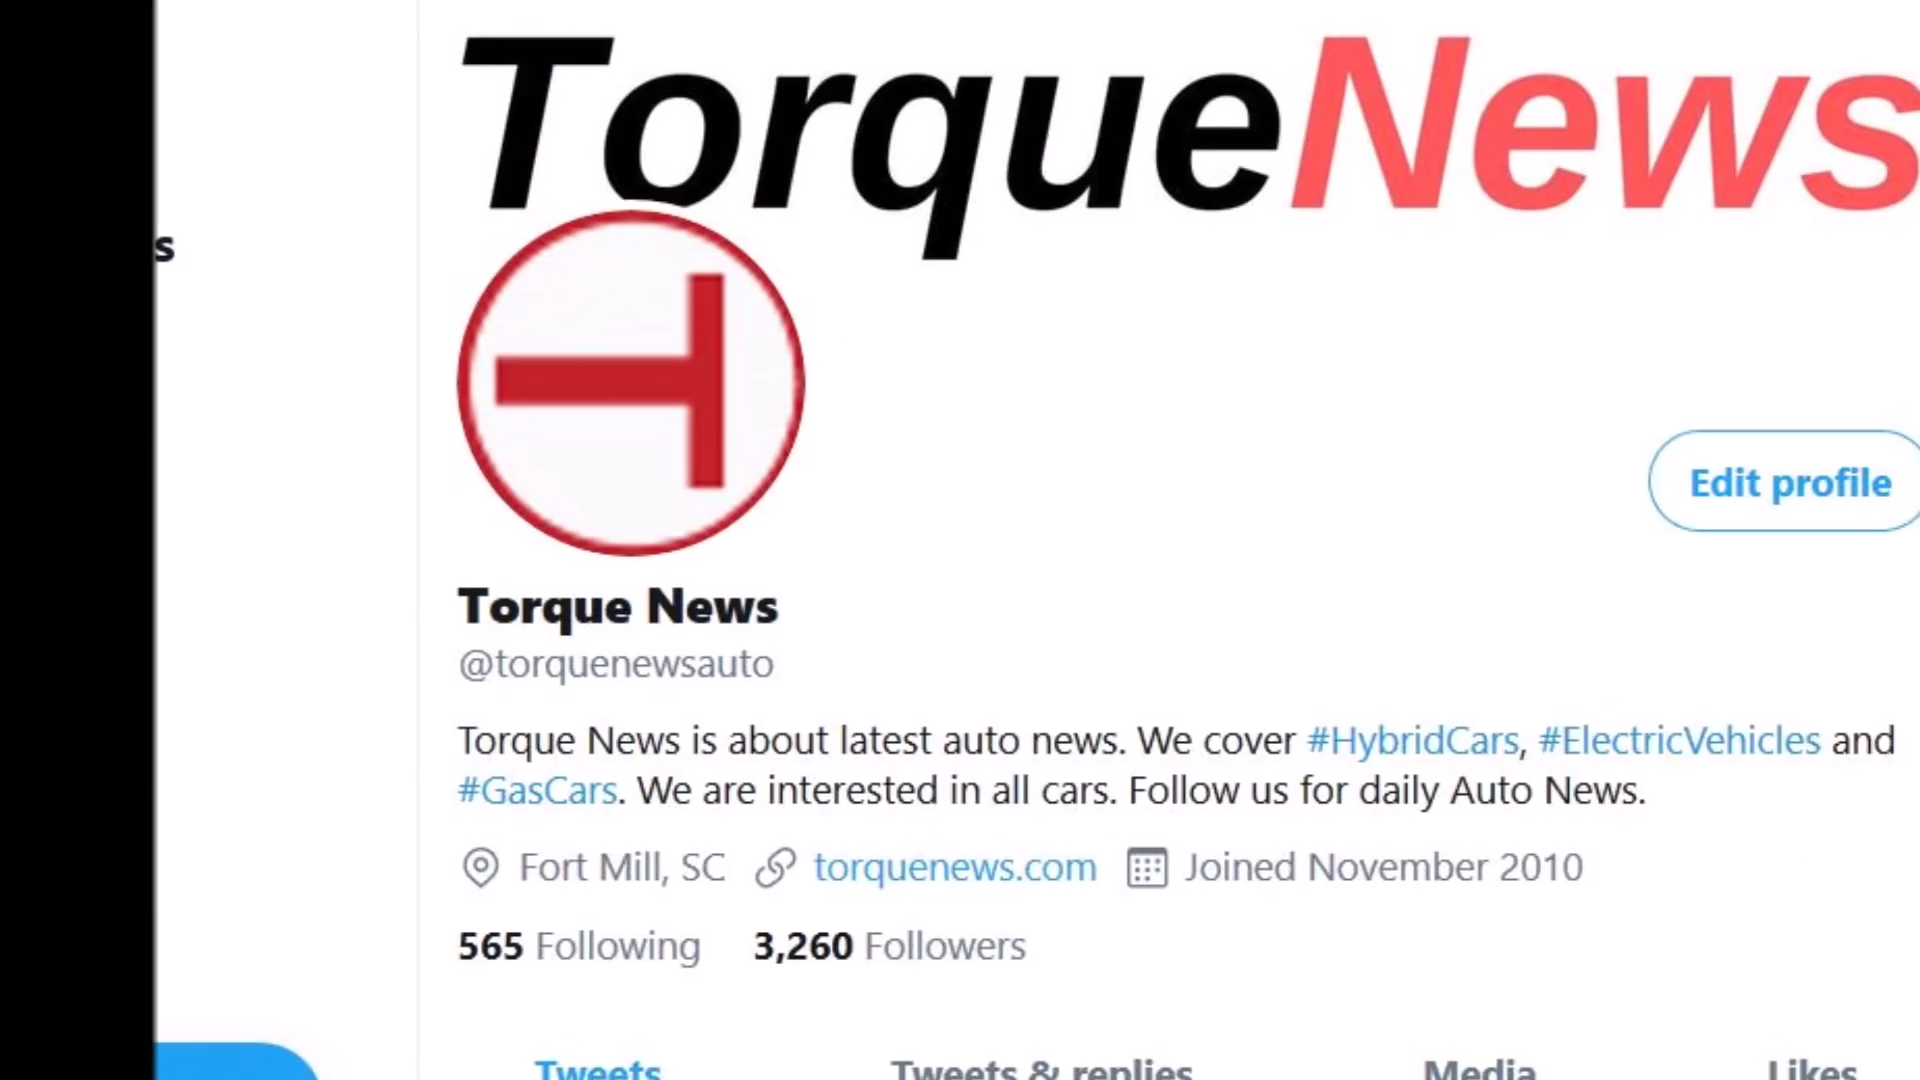 TorqueNews
s
T
Edit profile
Torque News
@torquenewsauto
Torque News is about latest auto news. We cover #HybridCars, #ElectricVehicles and
#GasCars. We are interested in all cars. Follow us for daily Auto News.
Fort Mill, SC torquenews.com Joined November 2010
565 Following 3,260 Followers
Tweets Tweets & replies Media Likes